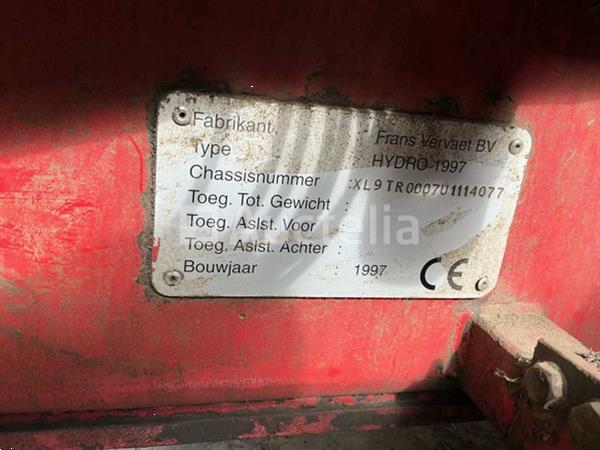 Fabrikant : Frans Vervaet BV
Type : HYDRO 1997
Chassisnummer :XL9TR0007U1114077
Toeg. Tot. Gewicht :
Toeg. Aslst. Voor :
Toeg. Aslst. Achter :
Bouwjaar : 1997 CE